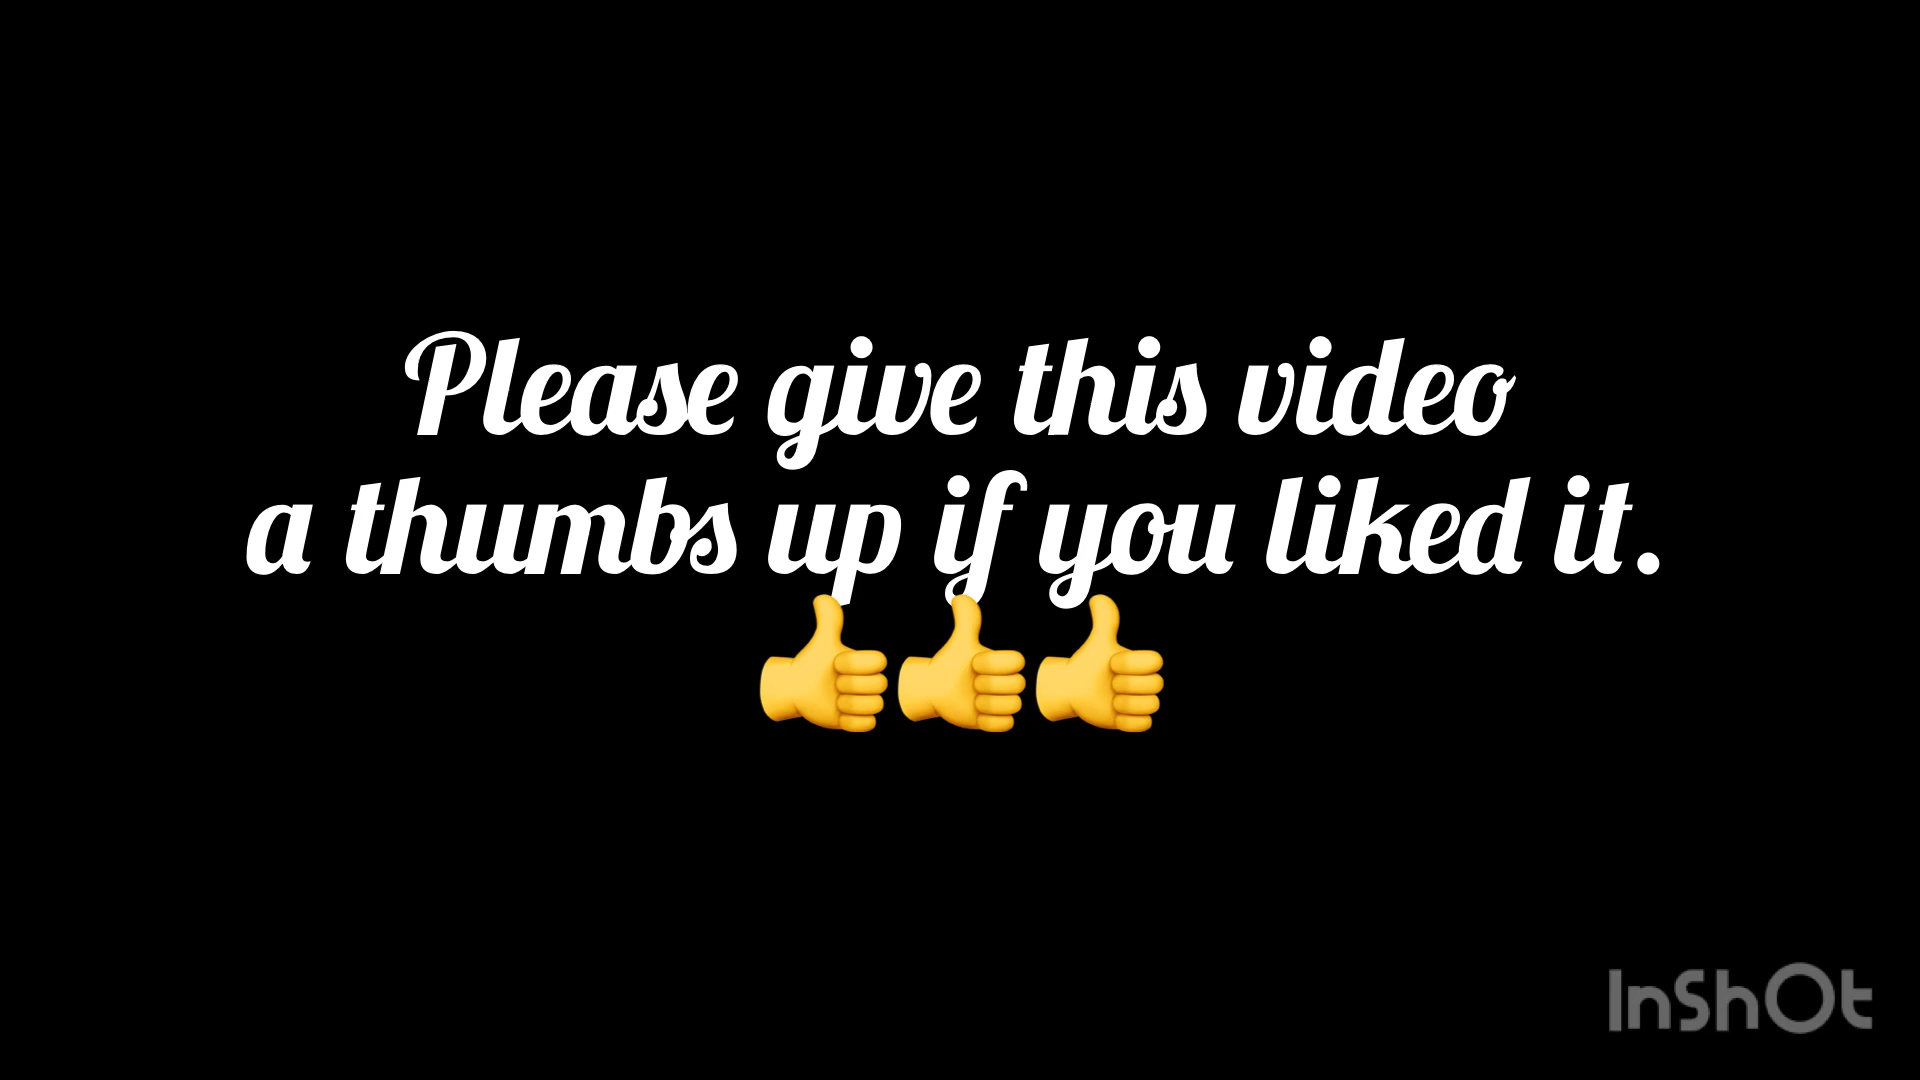 Please give this video
a thumbs up if you liked it.
👍👍👍
InShOt